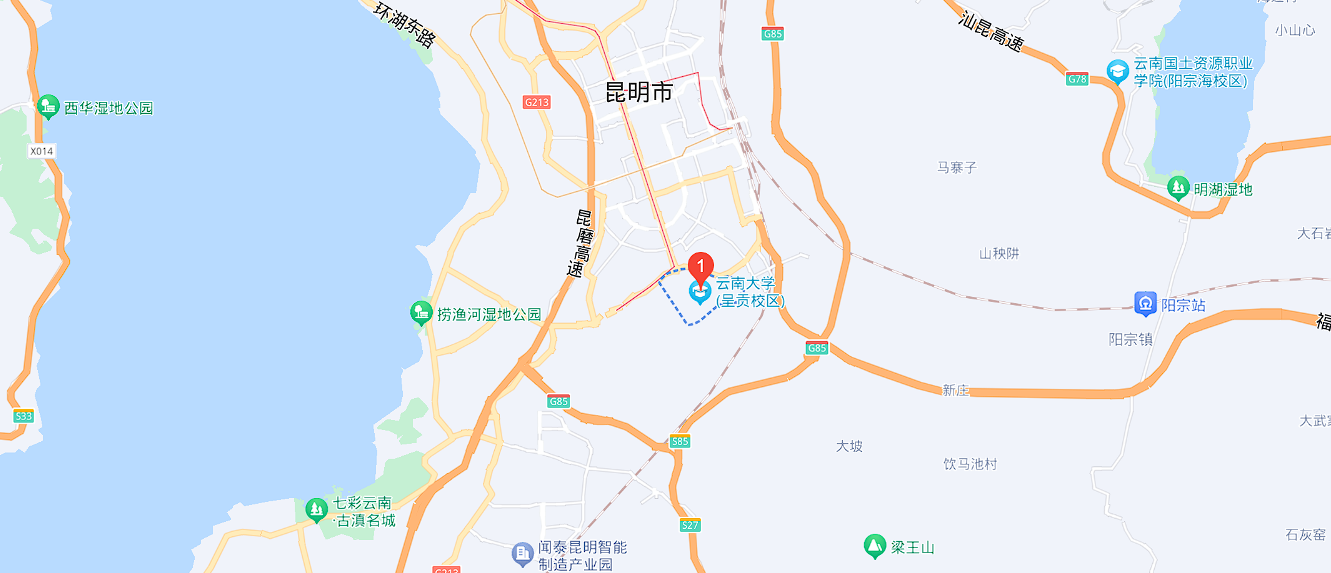 环湖东路
汕昆高速
小山心
G85
云南国土资源职业
学院(阳宗海校区)
G78
昆明市
G213
西华湿地公园
X014
马寨子
明湖湿地
昆磨高速
大石岩
山秧阱
1
云南大学
(呈贡校区)
阳宗站
捞渔河湿地公园
福
阳宗镇
G85
新庄
G85
S33
大武
S85
大坡
饮马池村
七彩云南
·古滇名城
S27
石灰窑
闻泰昆明智能
制造产业园
梁王山
G213